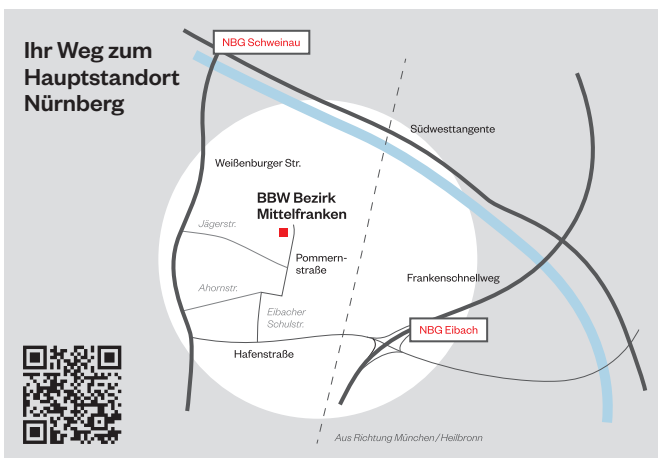 Ihr Weg zum
Hauptstandort
Nürnberg
NBG Schweinau
Südwesttangente
Weißenburger Str.
BBW Bezirk
Mittelfranken
Jägerstr.
Pommern-
straße
Frankenschnellweg
Ahornstr.
Eibacher
Schulstr.
NBG Eibach
Hafenstraße
Aus Richtung München / Heilbronn